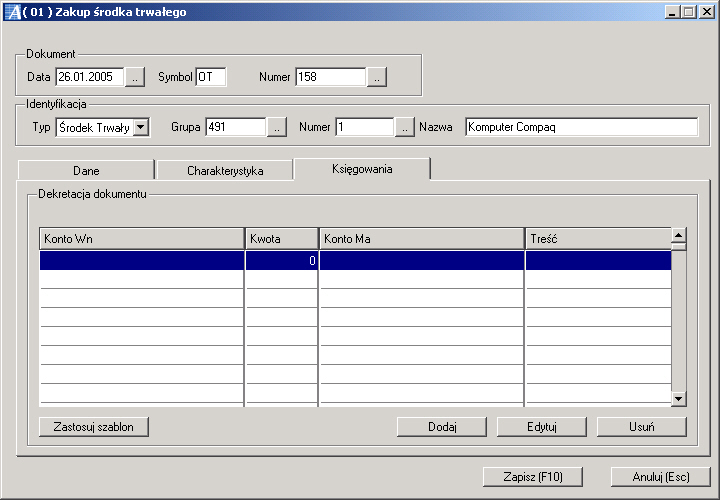 A ( 01 ) Zakup środka trwałego
Dokument
Data 26.01.2005 .. Symbol OT Numer 158 ..
Identyfikacja
Typ Środek Trwały Grupa 491 .. Numer 1 .. Nazwa Komputer Compaq
Dane Charakterystyka Księgowania
Dekretacja dokumentu
Konto Wn Kwota Konto Ma Treść
0
Zastosuj szablon Dodaj Edytuj Usuń
Zapisz (F10) Anuluj (Esc)